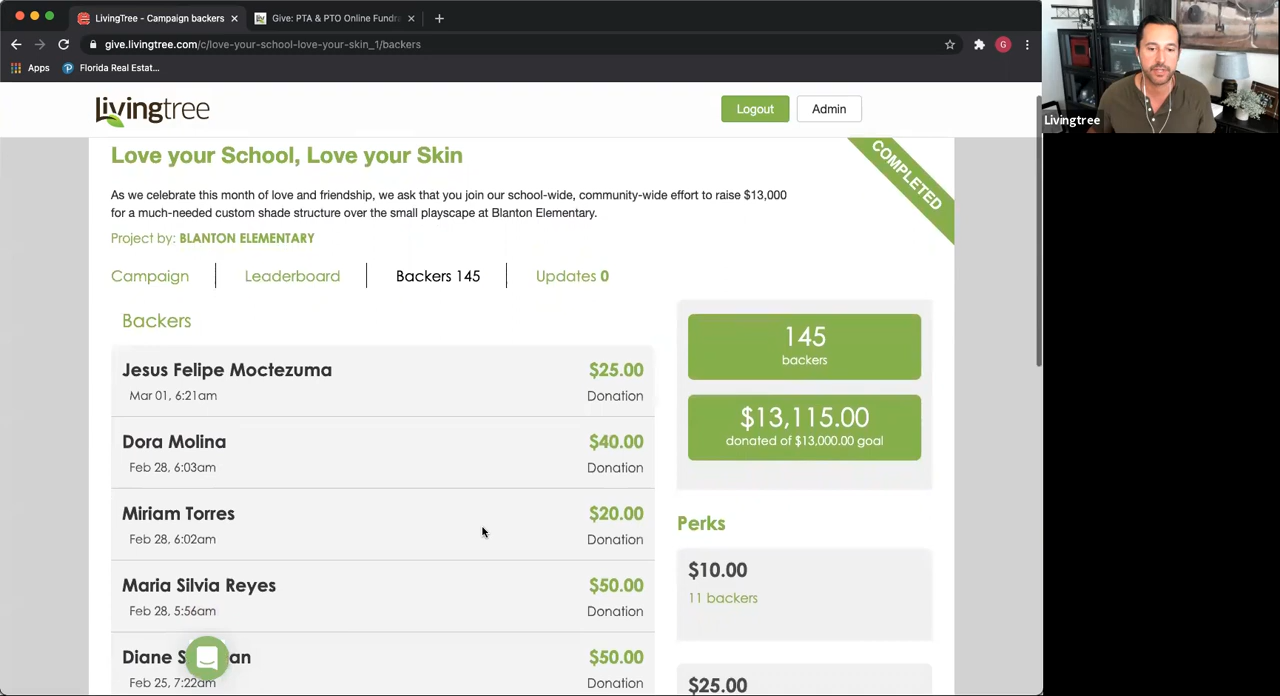 LivingTree - Campaign backers
Give: PTA & PTO Online Fundra
give.livingtree.com/c/love-your-school-love-your-skin_1/backers
G
Apps
Florida Real Estat...
Livingtree
livingtree
Logout
Admin
COMPLETED
Love your School, Love your Skin
As we celebrate this month of love and friendship, we ask that you join our school-wide, community-wide effort to raise $13,000
for a much-needed custom shade structure over the small playscape at Blanton Elementary.
Project by: BLANTON ELEMENTARY
Campaign
Leaderboard
Backers 145
Updates 0
Backers
Jesus Felipe Moctezuma
$25.00
Mar 01, 6:21am
Donation
Dora Molina
$40.00
Feb 28, 6:03am
Donation
Miriam Torres
$20.00
Feb 28, 6:02am
Donation
Maria Silvia Reyes
$50.00
Feb 28, 5:56am
Donation
Diane
$50.00
Feb 25, 7:22am
Donation
145
backers
$13,115.00
donated of $13,000.00 goal
Perks
$10.00
11 backers
$25.00